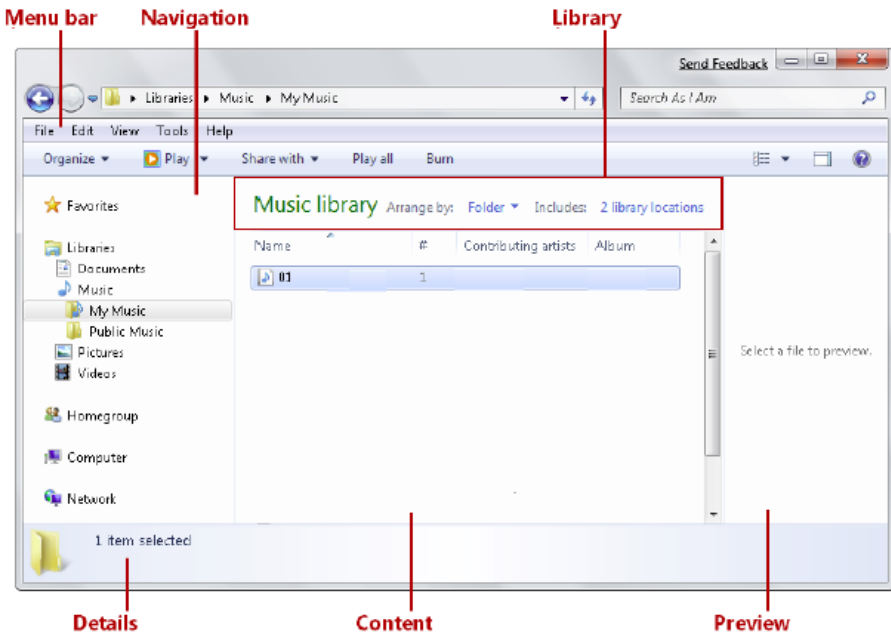 Menu bar Navigation Library
Send Feedback
Libraries Music My Music Search As I Am
File Edit View Tools Help
Organize Play Share with Play all Burn
Favorites
Music library Arrange by: Folder Includes: 2 library locations
Libraries
Name # Contributing artists Album
Documents
01 1
Music
My Music
Public Music
Pictures
Select a file to preview.
Videos
Homegroup
Computer
Network
1 item selected
Details Content Preview